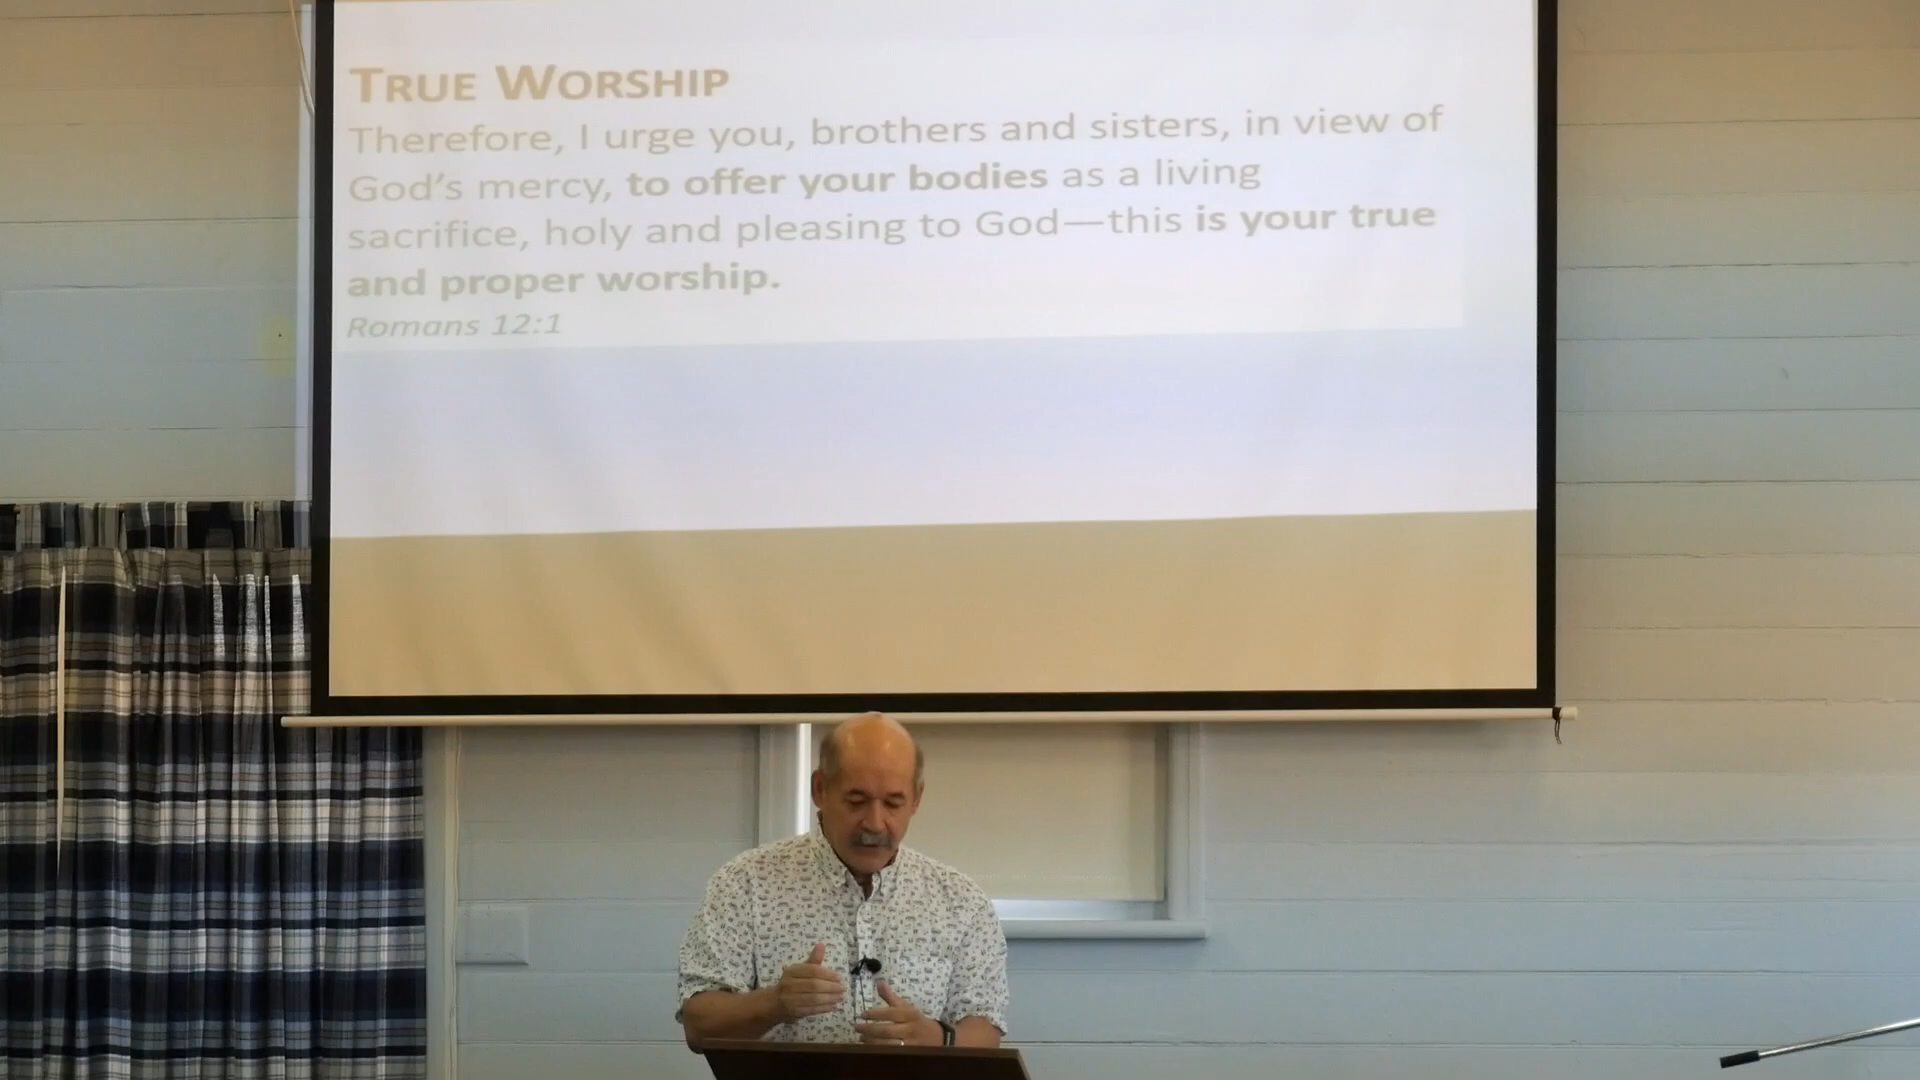 TRUE WORSHIP
Therefore, I urge you, brothers and sisters, in view of
God's mercy, to offer your bodies as a living
sacrifice, holy and pleasing to God—this is your true
and proper worship.
Romans 12:1